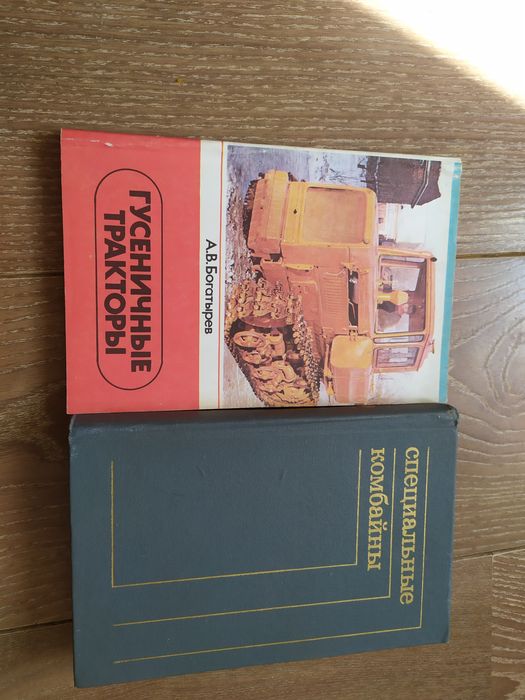 А.В.Богатырев
ГУСЕНИЧНЫЕ
ТРАКТОРЫ
специальные
комбайны